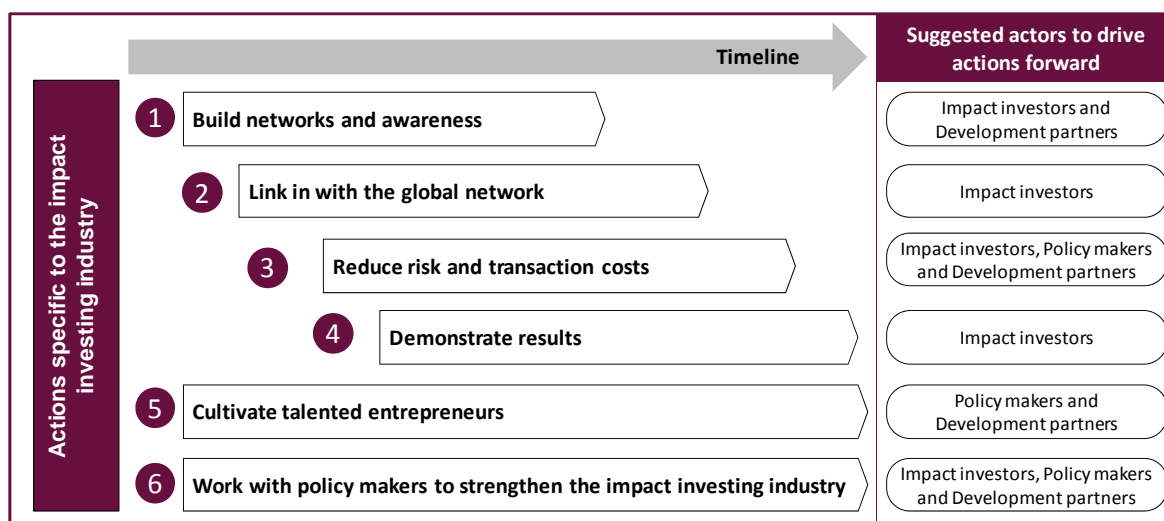 Timeline
Suggested actors to drive
actions forward
Actions specific to the impact
investing industry
1
Build networks and awareness
Impact investors and
Development partners
2
Link in with the global network
Impact investors
3
Reduce risk and transaction costs
Impact investors, Policy makers
and Development partners
4
Demonstrate results
Impact investors
5
Cultivate talented entrepreneurs
Policy makers and
Development partners
6
Work with policy makers to strengthen the impact investing industry
Impact investors, Policy makers
and Development partners